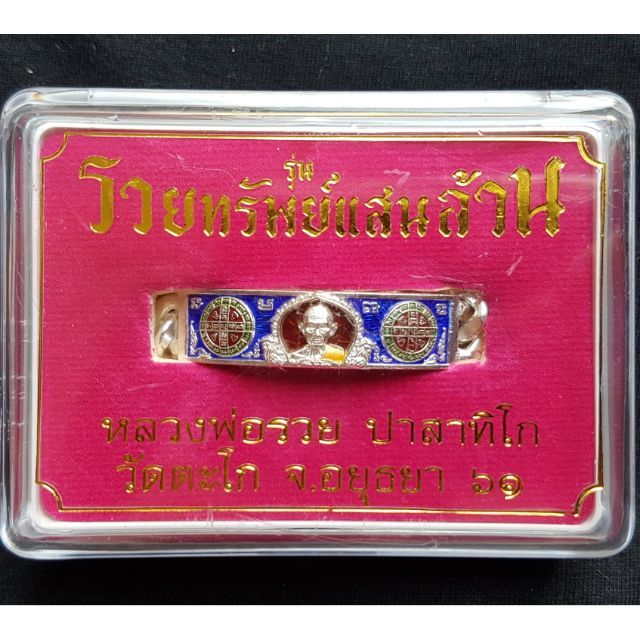 รุ่น
รวยทรัพย์แสนล้าน
หลวงพ่อรวย ปาสาทิโก
วัดตะโก จ.อยุธยา ๖๑